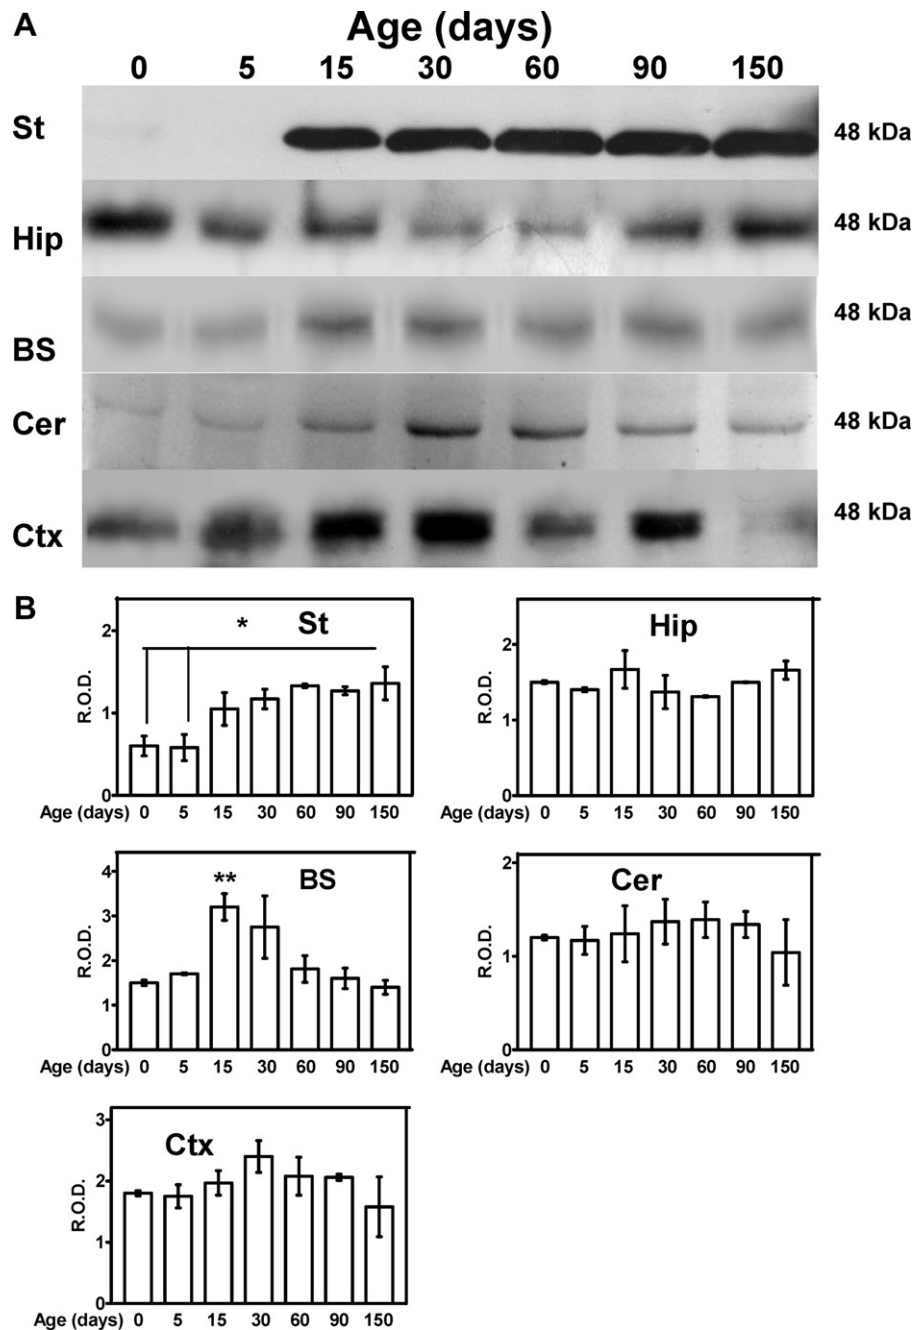 A Age (days)
0 5 15 30 60 90 150
St 48 kDa
Hip 48 kDa
BS 48 kDa
Cer 48 kDa
Ctx 48 kDa
B
* St
R.O.D.
2
1
0
Age (days) 0 5 15 30 60 90 150
Hip
R.O.D.
2
1
0
Age (days) 0 5 15 30 60 90 150
** BS
R.O.D.
4
3
2
1
0
Age (days) 0 5 15 30 60 90 150
Cer
R.O.D.
2
1
0
Age (days) 0 5 15 30 60 90 150
Ctx
R.O.D.
3
2
1
0
Age (days) 0 5 15 30 60 90 150